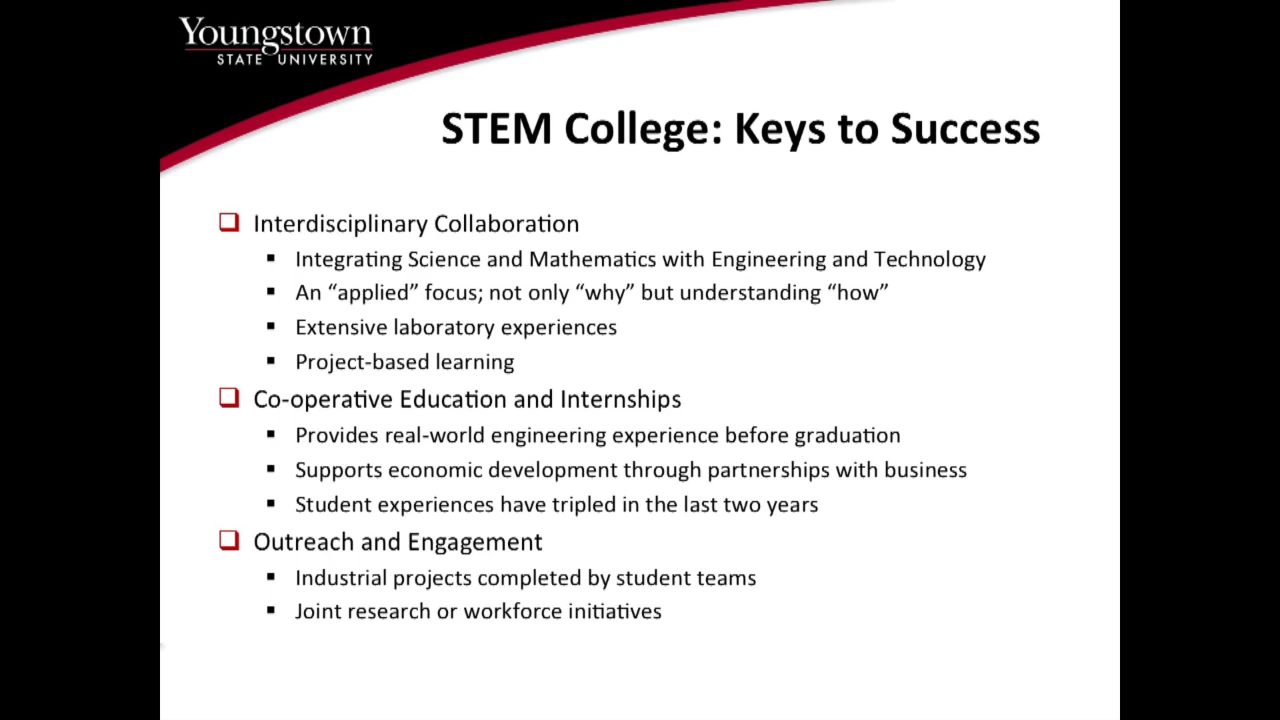 Youngstown
STATE UNIVERSITY
STEM College: Keys to Success
Interdisciplinary Collaboration
Integrating Science and Mathematics with Engineering and Technology
An “applied” focus; not only “why” but understanding “how”
Extensive laboratory experiences
Project-based learning
Co-operative Education and Internships
Provides real-world engineering experience before graduation
Supports economic development through partnerships with business
Student experiences have tripled in the last two years
Outreach and Engagement
Industrial projects completed by student teams
Joint research or workforce initiatives